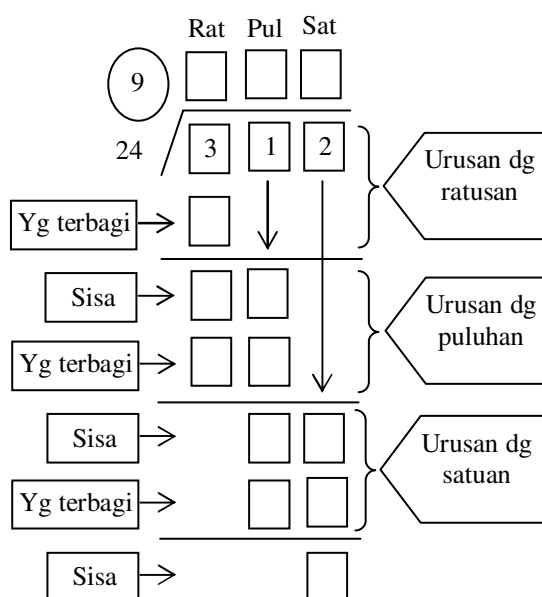 Rat Pul Sat
9
24 3 1 2
Urusan dg
ratusan
Yg terbagi
Sisa
Urusan dg
puluhan
Yg terbagi
Sisa
Urusan dg
satuan
Yg terbagi
Sisa